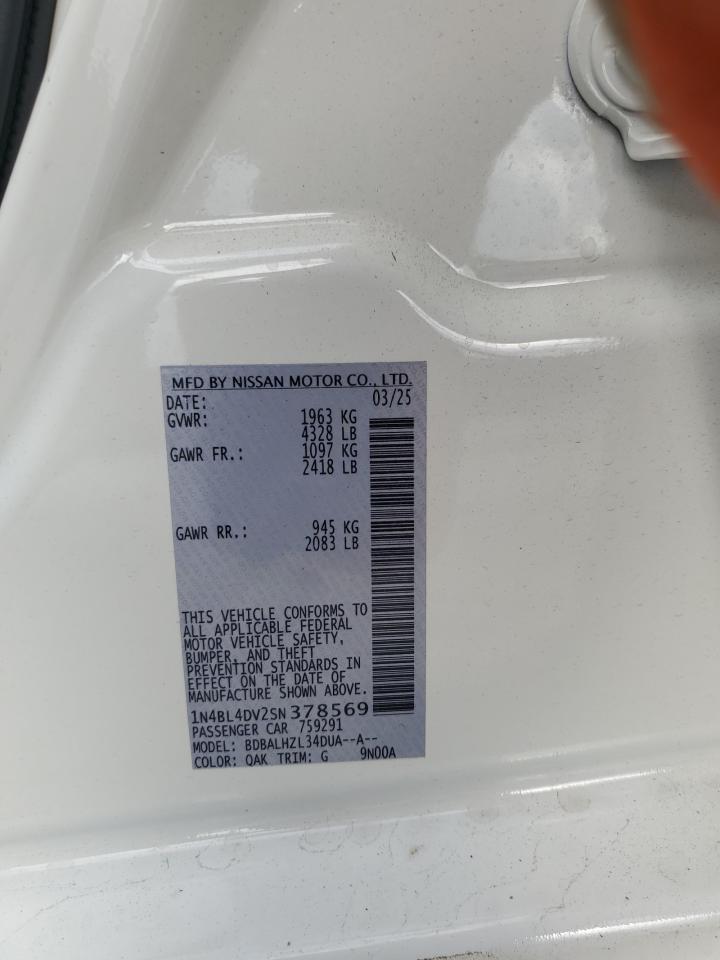 MFD BY NISSAN MOTOR CO., LTD.
DATE: 03/25
GVWR: 1963 KG
4328 LB
GAWR FR.: 1097 KG
2418 LB
GAWR RR.: 945 KG
2083 LB
THIS VEHICLE CONFORMS TO
ALL APPLICABLE FEDERAL
MOTOR VEHICLE SAFETY,
BUMPER, AND THEFT
PREVENTION STANDARDS IN
EFFECT ON THE DATE OF
MANUFACTURE SHOWN ABOVE.
1N4BL4DV2SN378569
PASSENGER CAR 759291
MODEL: BDBALHZL34DUA--A--
COLOR: QAK TRIM: G 9N00A